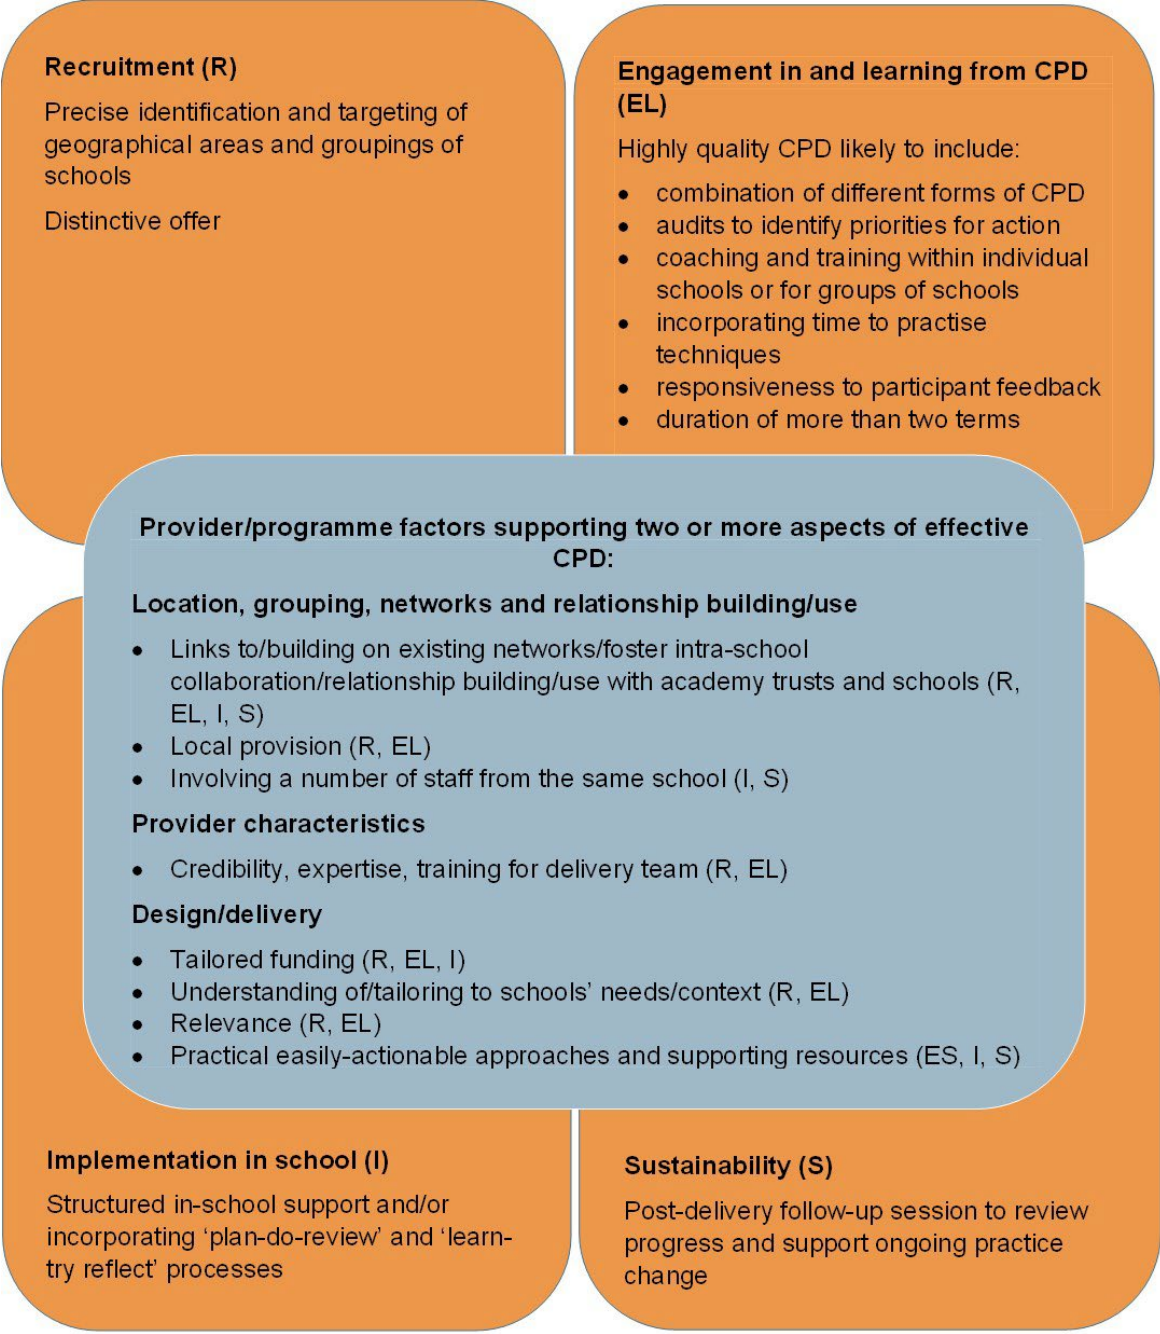 Recruitment (R)
Precise identification and targeting of
geographical areas and groupings of
schools
Distinctive offer
Engagement in and learning from CPD
(EL)
Highly quality CPD likely to include:
• combination of different forms of CPD
• audits to identify priorities for action
• coaching and training within individual
schools or for groups of schools
• incorporating time to practise
techniques
• responsiveness to participant feedback
• duration of more than two terms
Provider/programme factors supporting two or more aspects of effective
CPD:
Location, grouping, networks and relationship building/use
• Links to/building on existing networks/foster intra-school
collaboration/relationship building/use with academy trusts and schools (R,
EL, I, S)
• Local provision (R, EL)
• Involving a number of staff from the same school (I, S)
Provider characteristics
• Credibility, expertise, training for delivery team (R, EL)
Design/delivery
• Tailored funding (R, EL, I)
• Understanding of/tailoring to schools’ needs/context (R, EL)
• Relevance (R, EL)
• Practical easily-actionable approaches and supporting resources (ES, I, S)
Implementation in school (I)
Structured in-school support and/or
incorporating ‘plan-do-review’ and ‘learn-
try reflect’ processes
Sustainability (S)
Post-delivery follow-up session to review
progress and support ongoing practice
change